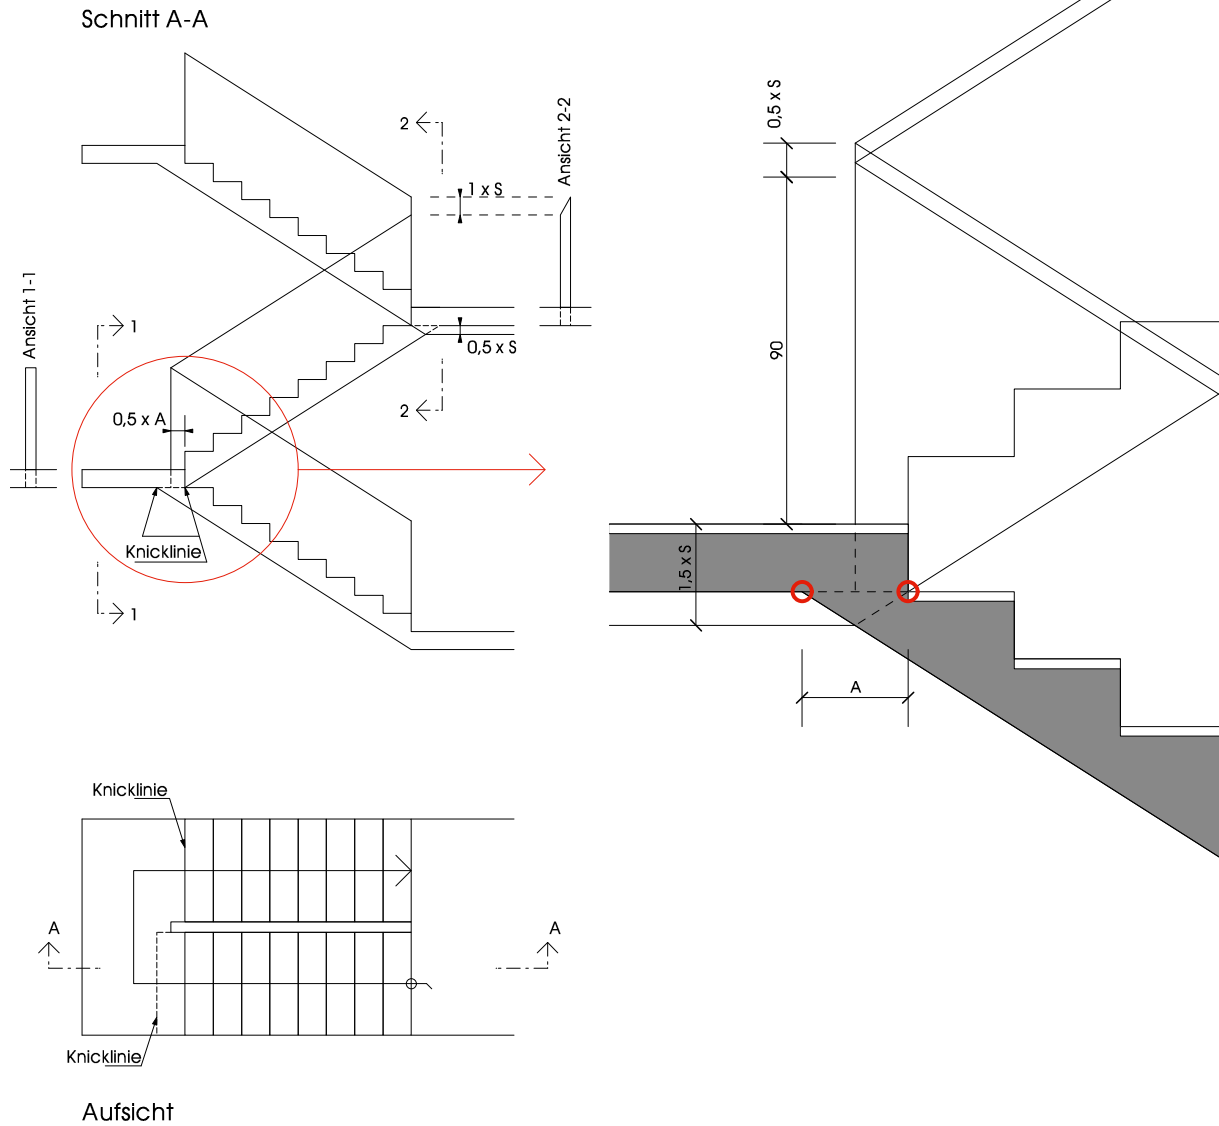 Schnitt A-A
2
1 x S
Ansicht 2-2
0,5 x S
Ansicht 1-1
1
0,5 x S
90
0,5 x A
2
Knicklinie
1
1,5 x S
A
Knicklinie
A
A
Knicklinie
Aufsicht